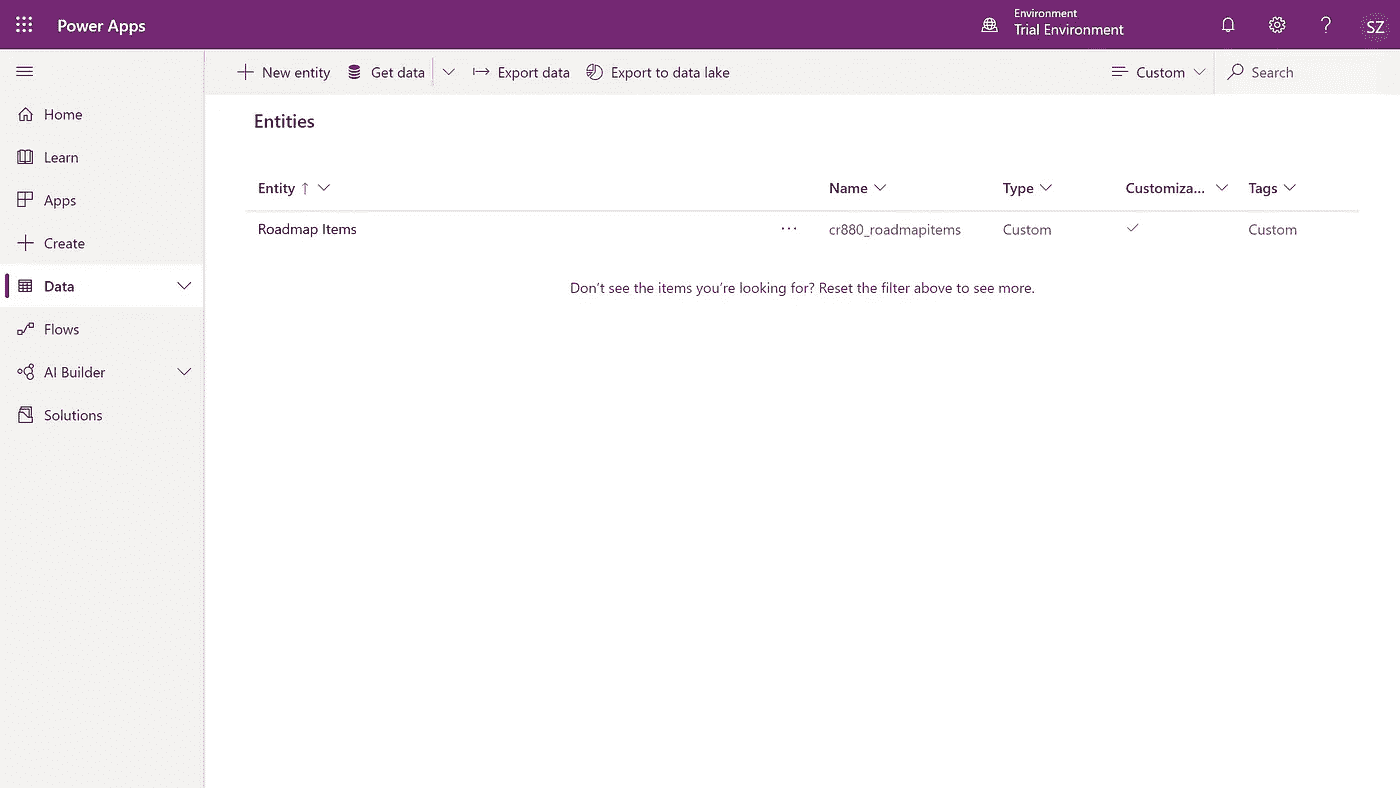 Power Apps
Environment
Trial Environment
SZ
New entity
Get data
Export data
Export to data lake
Custom
Search
Home
Learn
Apps
Create
Data
Flows
AI Builder
Solutions
Entities
Entity Name Type Customiza... Tags
Roadmap Items ... cr880_roadmapitems Custom Custom
Don't see the items you're looking for? Reset the filter above to see more.